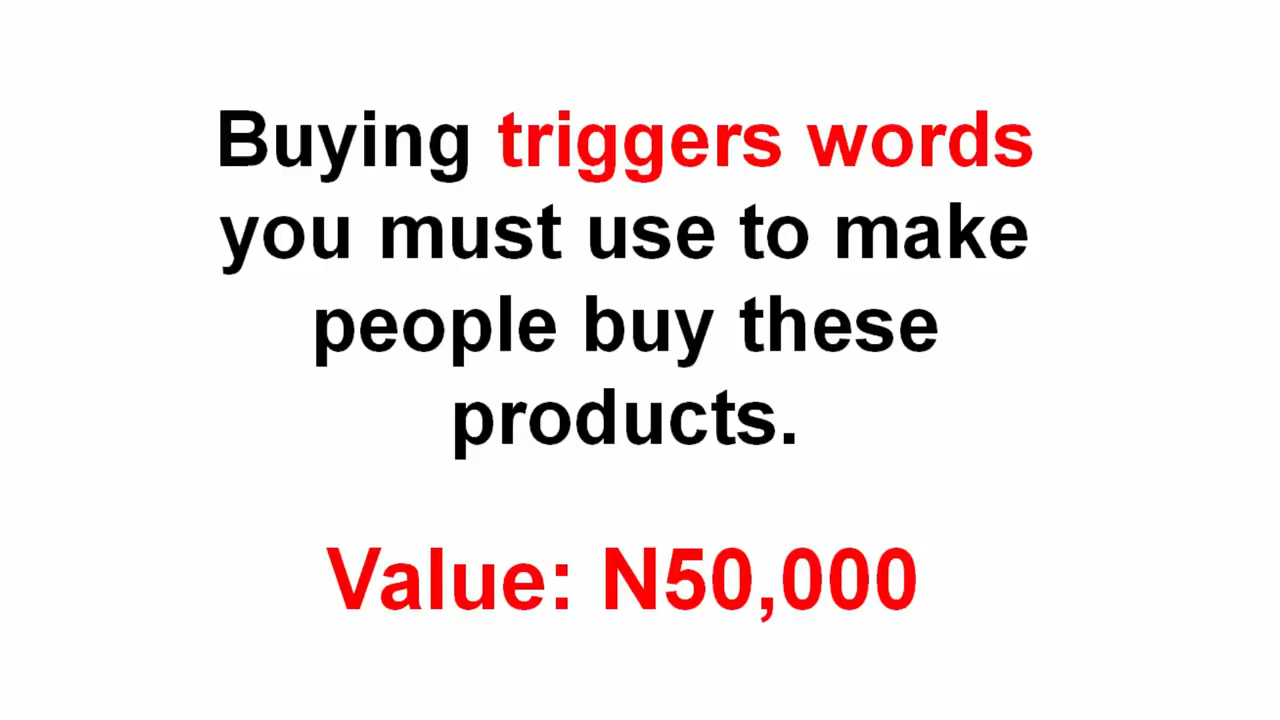 Buying triggers words
you must use to make
people buy these
products.
Value: N50,000